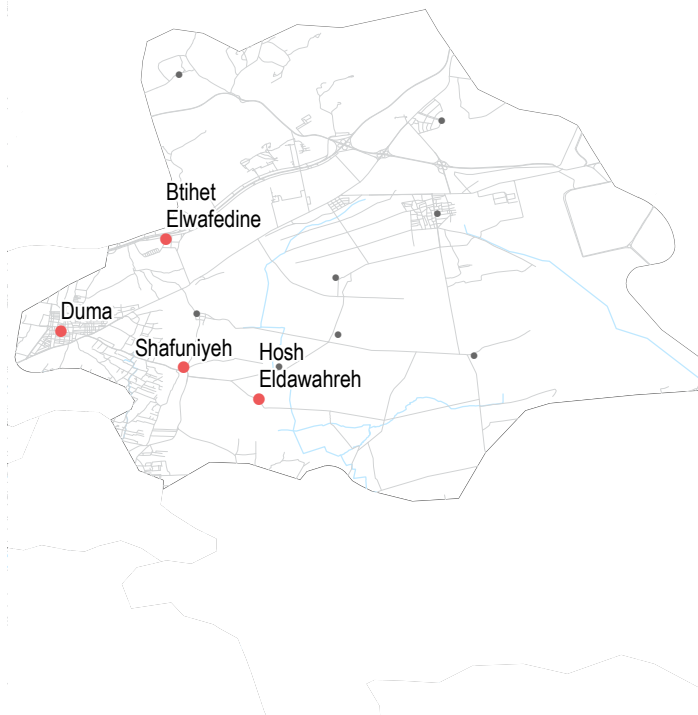 Btihet
Elwafedine
Duma
Shafuniyeh
Hosh
Eldawahreh